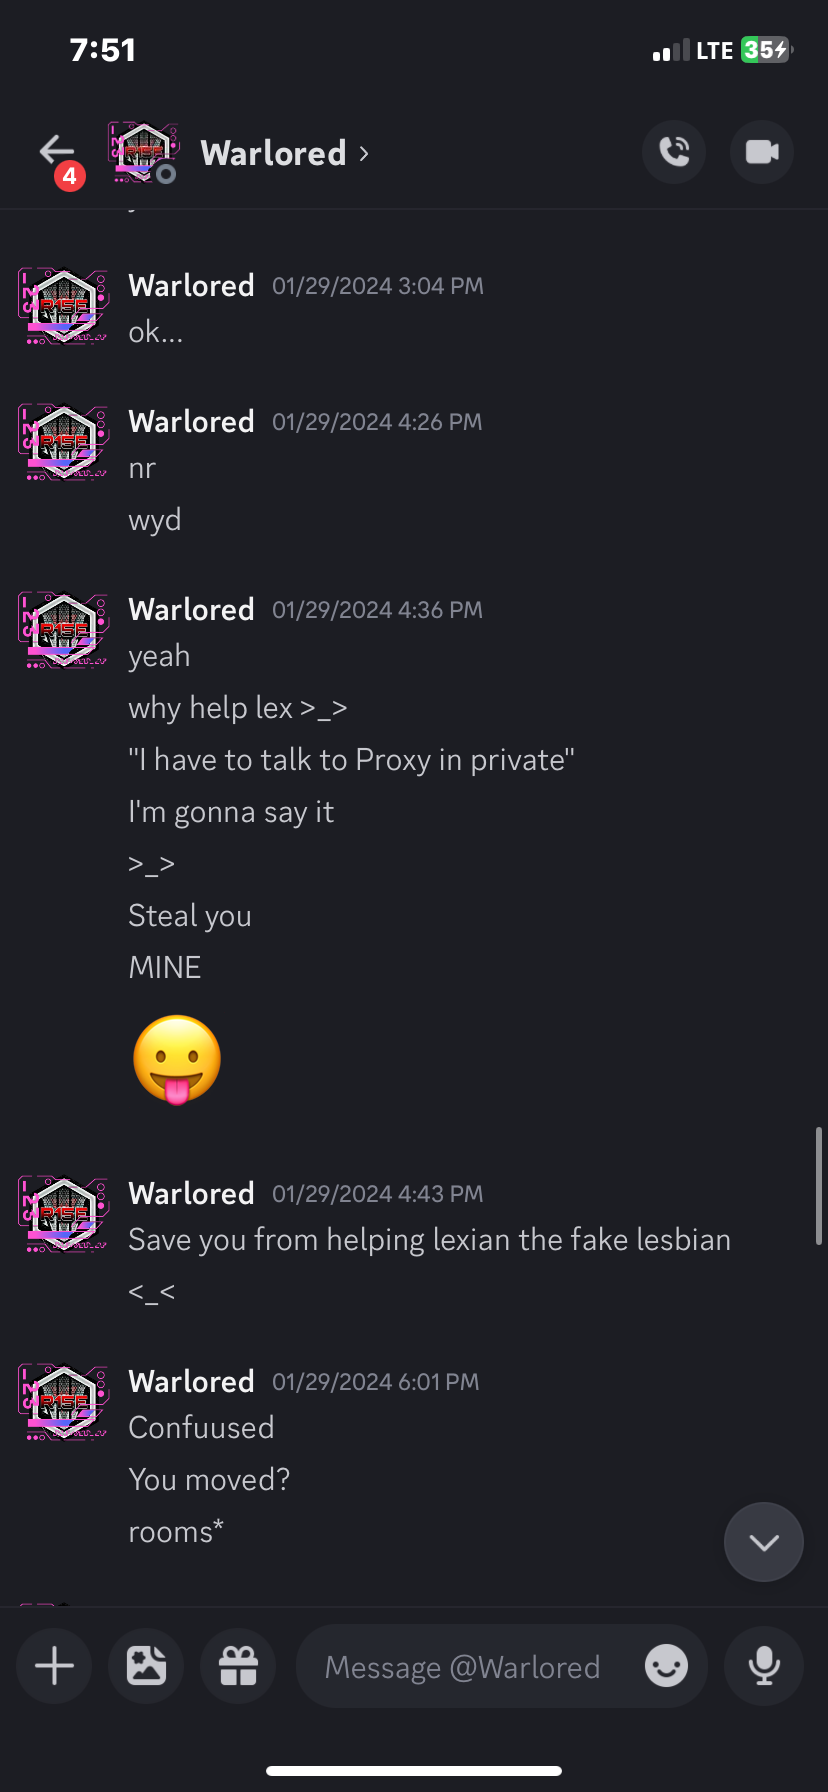 7:51
LTE 35
4
Warlored
Warlored 01/29/2024 3:04 PM
ok...
Warlored 01/29/2024 4:26 PM
nr
wyd
Warlored 01/29/2024 4:36 PM
yeah
why help lex >_>
"I have to talk to Proxy in private"
I'm gonna say it
>_>
Steal you
MINE
Warlored 01/29/2024 4:43 PM
Save you from helping lexian the fake lesbian
<_<
Warlored 01/29/2024 6:01 PM
Confuused
You moved?
rooms*
Message @Warlored